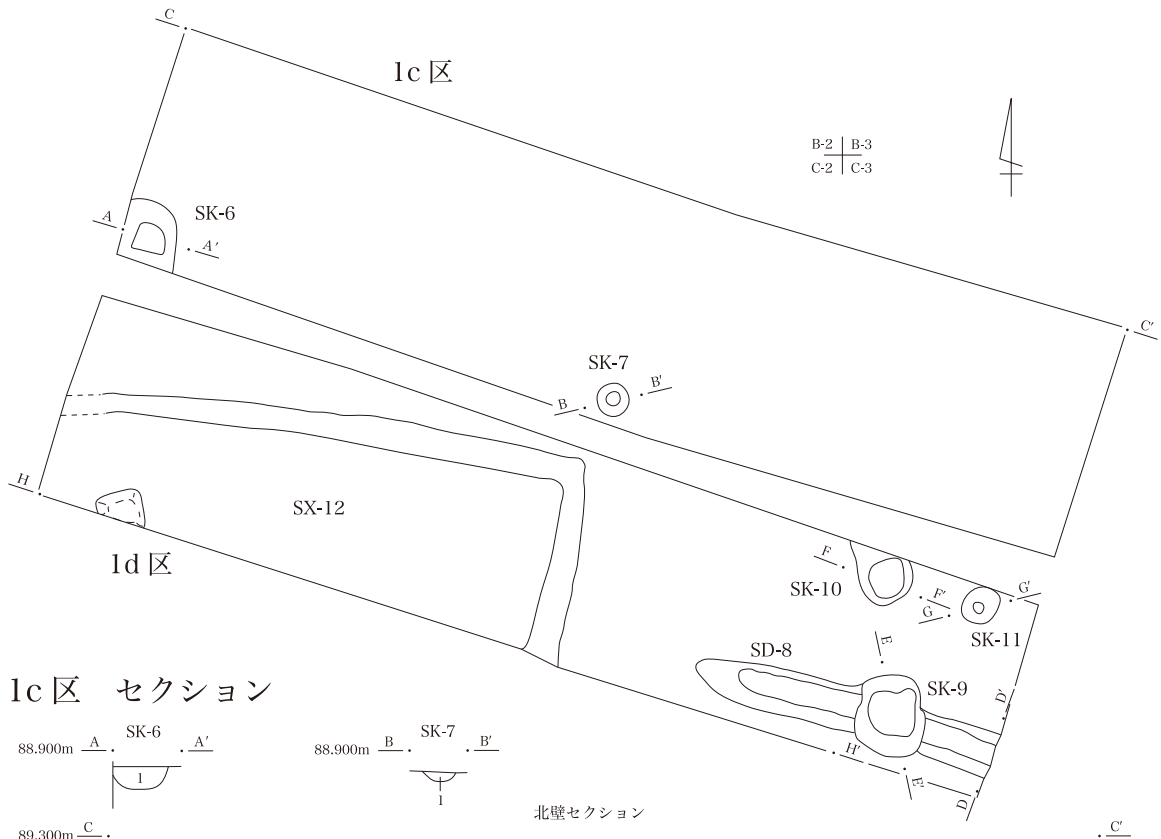 C
1c 区
B-2 B-3
C-2 C-3
A
SK-6
A'
C'
SK-7
B
B'
H
SX-12
1d 区
F
SK-10
F'
G
G'
SK-11
E
SD-8
SK-9
D'
H'
E'
D
1c 区 セクション
88.900m A SK-6 A'
1
88.900m B SK-7 B'
1
北壁セクション
89.300m C C'